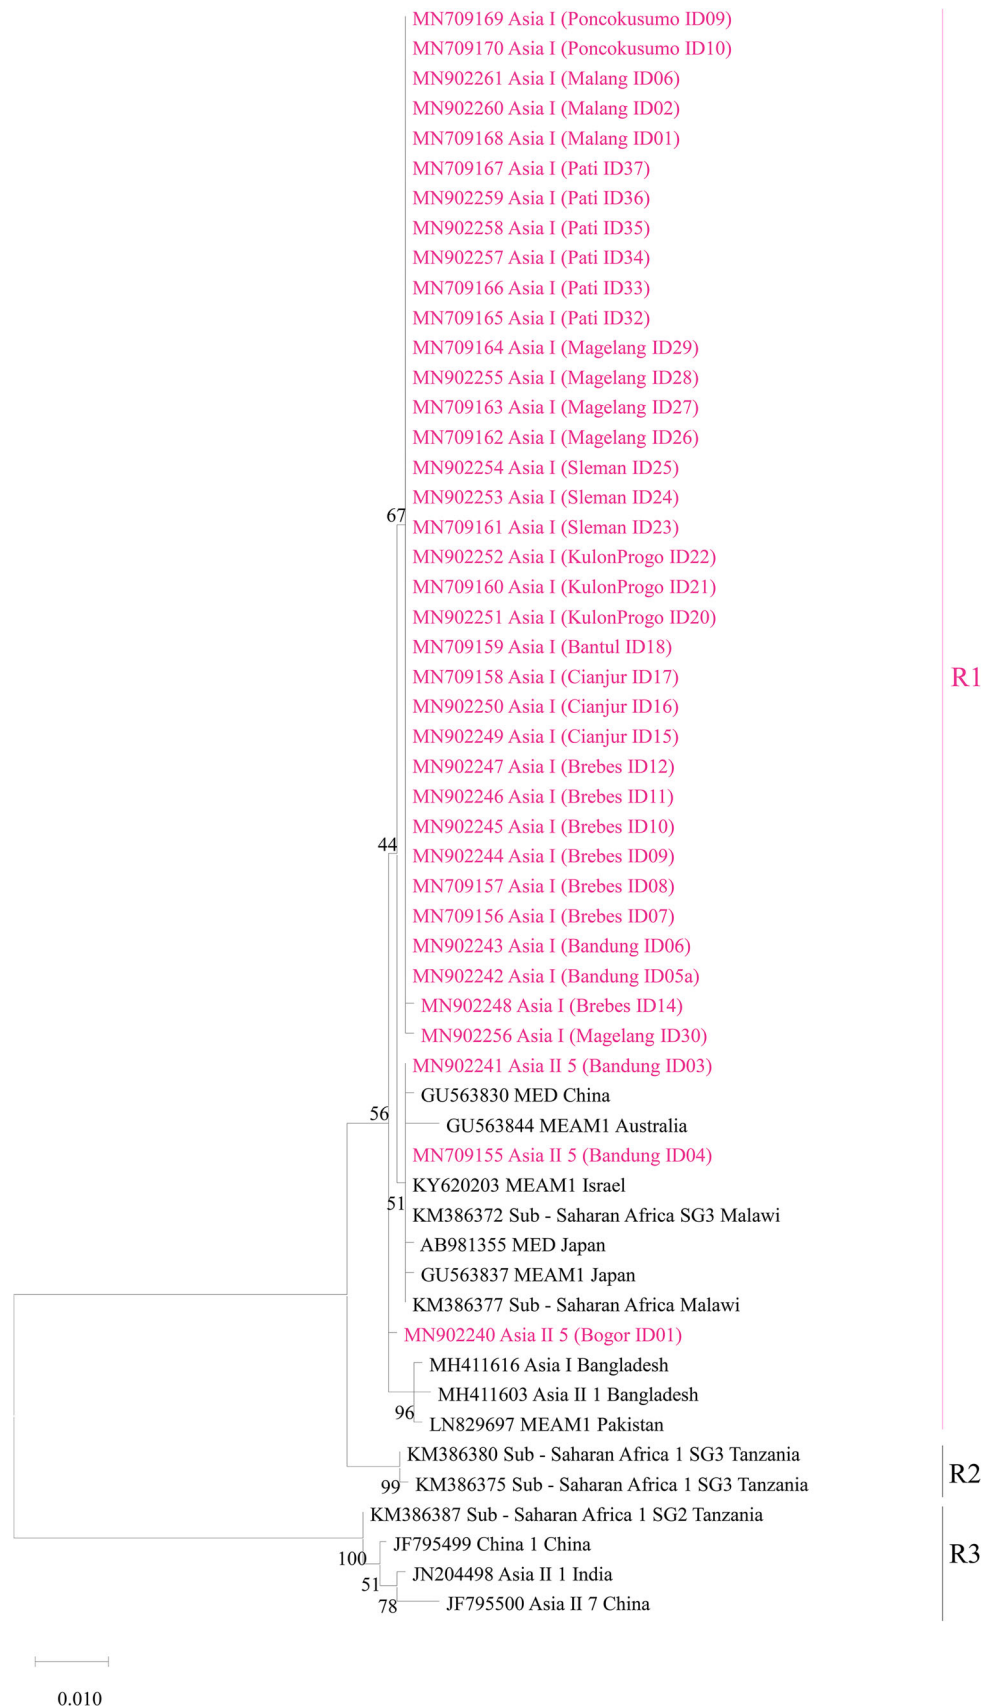 MN709169 Asia I (Poncokusumo ID09)
MN709170 Asia I (Poncokusumo ID10)
MN902261 Asia I (Malang ID06)
MN902260 Asia I (Malang ID02)
MN709168 Asia I (Malang ID01)
MN709167 Asia I (Pati ID37)
MN902259 Asia I (Pati ID36)
MN902258 Asia I (Pati ID35)
MN902257 Asia I (Pati ID34)
MN709166 Asia I (Pati ID33)
MN709165 Asia I (Pati ID32)
MN709164 Asia I (Magelang ID29)
MN902255 Asia I (Magelang ID28)
MN709163 Asia I (Magelang ID27)
MN709162 Asia I (Magelang ID26)
MN902254 Asia I (Sleman ID25)
MN902253 Asia I (Sleman ID24)
67
MN709161 Asia I (Sleman ID23)
MN902252 Asia I (KulonProgo ID22)
MN709160 Asia I (KulonProgo ID21)
MN902251 Asia I (KulonProgo ID20)
MN709159 Asia I (Bantul ID18)
MN709158 Asia I (Cianjur ID17)
R1
MN902250 Asia I (Cianjur ID16)
MN902249 Asia I (Cianjur ID15)
MN902247 Asia I (Brebes ID12)
MN902246 Asia I (Brebes ID11)
MN902245 Asia I (Brebes ID10)
44
MN902244 Asia I (Brebes ID09)
MN709157 Asia I (Brebes ID08)
MN709156 Asia I (Brebes ID07)
MN902243 Asia I (Bandung ID06)
MN902242 Asia I (Bandung ID05a)
MN902248 Asia I (Brebes ID14)
MN902256 Asia I (Magelang ID30)
MN902241 Asia II 5 (Bandung ID03)
GU563830 MED China
56
GU563844 MEAM1 Australia
MN709155 Asia II 5 (Bandung ID04)
KY620203 MEAM1 Israel
51
KM386372 Sub - Saharan Africa SG3 Malawi
AB981355 MED Japan
GU563837 MEAM1 Japan
KM386377 Sub - Saharan Africa Malawi
MN902240 Asia II 5 (Bogor ID01)
MH411616 Asia I Bangladesh
MH411603 Asia II 1 Bangladesh
96
LN829697 MEAM1 Pakistan
KM386380 Sub - Saharan Africa 1 SG3 Tanzania
R2
99
KM386375 Sub - Saharan Africa 1 SG3 Tanzania
KM386387 Sub - Saharan Africa 1 SG2 Tanzania
JF795499 China 1 China
R3
100
JN204498 Asia II 1 India
51
JF795500 Asia II 7 China
78
0.010